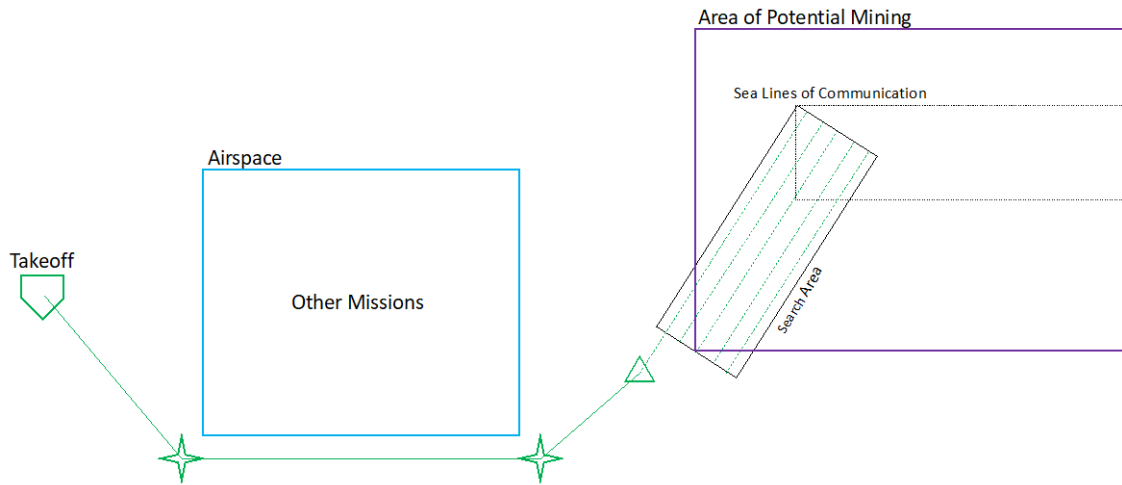 Area of Potential Mining
Sea Lines of Communication
Airspace
Takeoff
Other Missions
Search Area